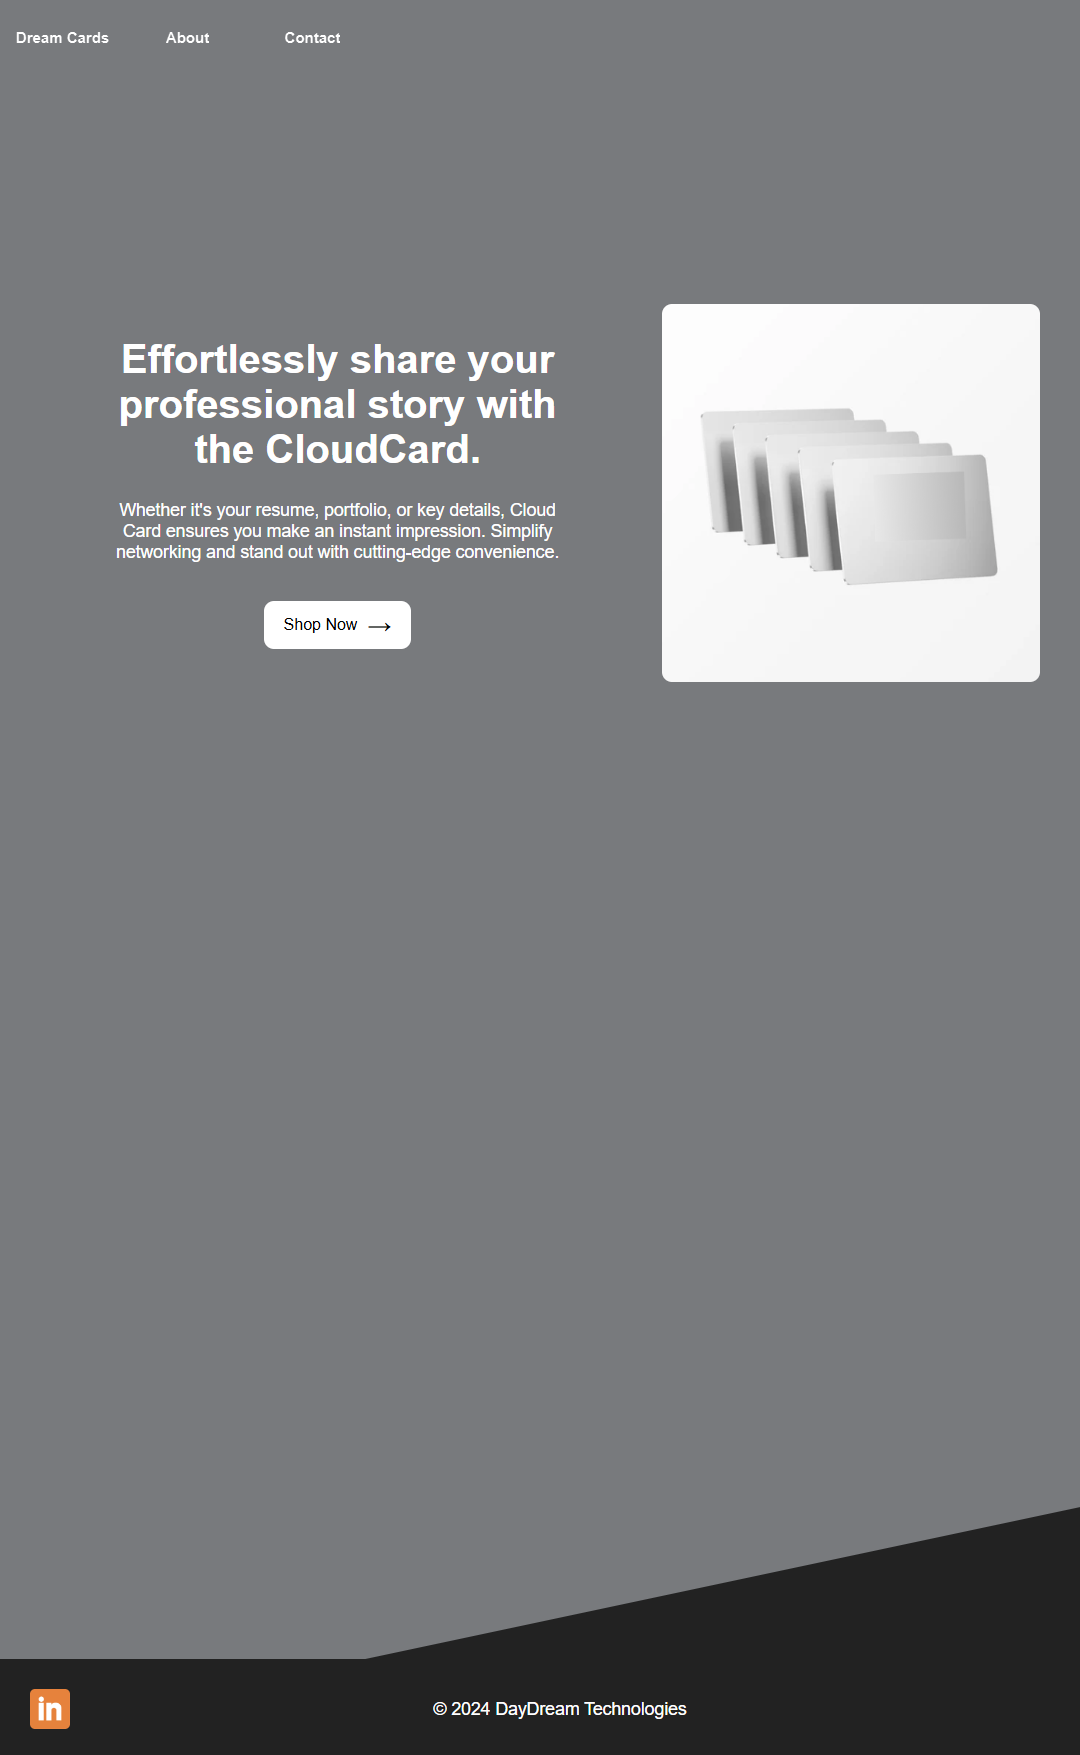 Dream Cards About Contact
Effortlessly share your
professional story with
the CloudCard.
Whether it's your resume, portfolio, or key details, Cloud
Card ensures you make an instant impression. Simplify
networking and stand out with cutting-edge convenience.
Shop Now →
in
© 2024 DayDream Technologies